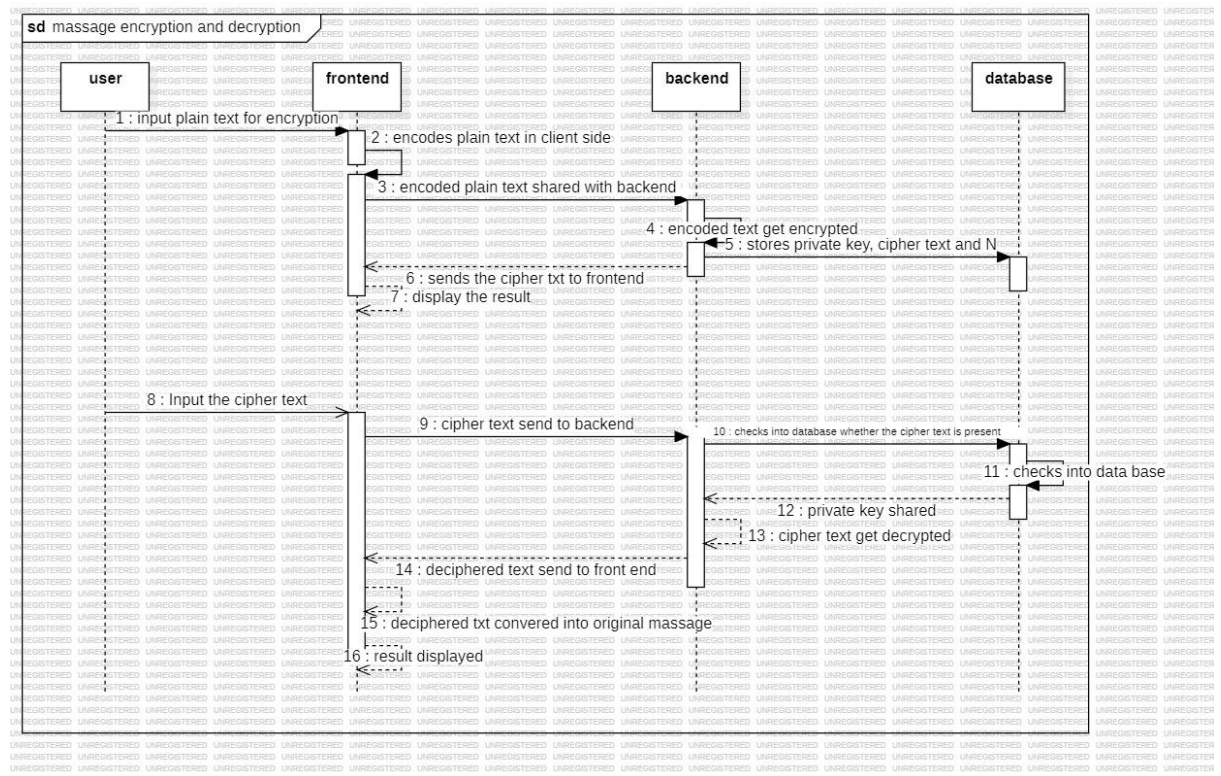 sd massage encryption and decryption
user
frontend
backend
database
1 : input plain text for encryption
2 : encodes plain text in client side
3 : encoded plain text shared with backend
4 : encoded text get encrypted
5 : stores private key, cipher text and N
6 : sends the cipher txt to frontend
7 : display the result
8 : Input the cipher text
9 : cipher text send to backend
10 : checks into database whether the cipher text is present
11 : checks into data base
12 : private key shared
13 : cipher text get decrypted
14 : deciphered text send to front end
15 : deciphered txt convered into original massage
16 : result displayed
UNREGISTERED